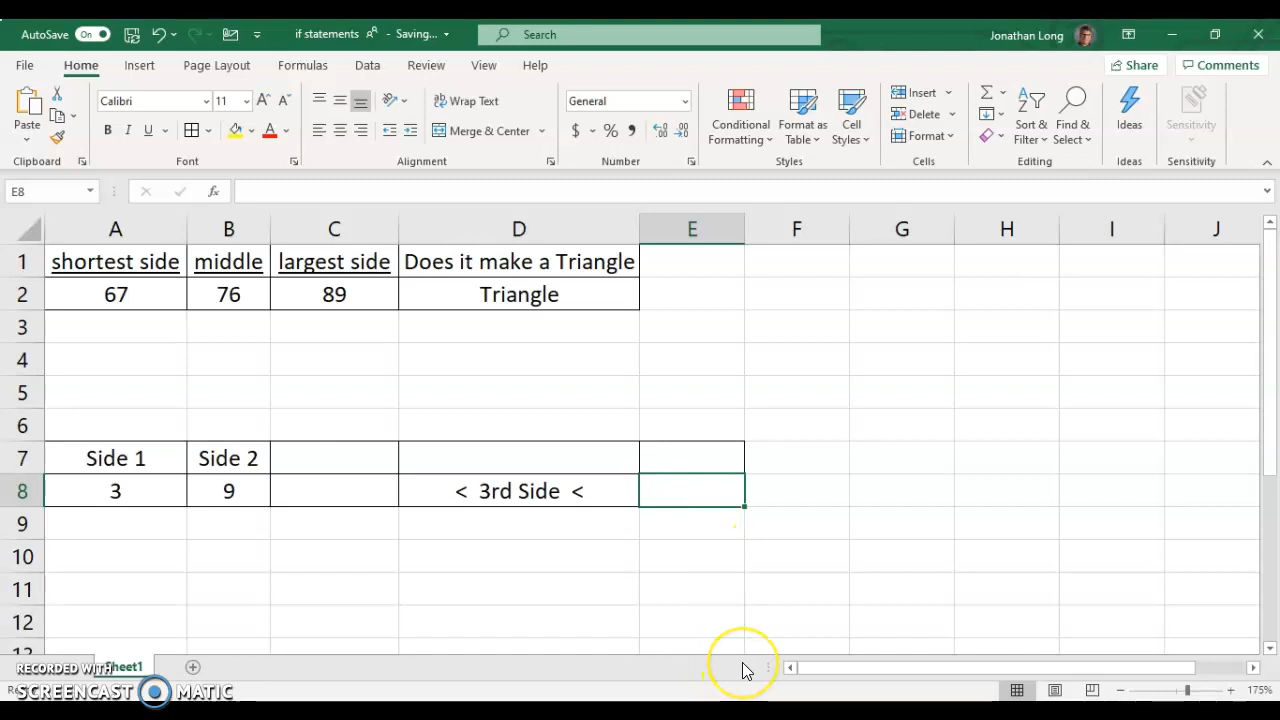 AutoSave On if statements - Saving... Search Jonathan Long
File Home Insert Page Layout Formulas Data Review View Help Share Comments
Calibri 11 A A Wrap Text General Insert Σ
Paste B I U A Merge & Center $ % , Conditional Formatting Format as Table Cell Styles Delete Format Sort & Filter Find & Select Ideas Sensitivity
Clipboard Font Alignment Number Styles Cells Editing Ideas Sensitivity
E8 fx
A B C D E F G H I J
1 shortest side middle largest side Does it make a Triangle
2 67 76 89 Triangle
3
4
5
6
7 Side 1 Side 2
8 3 9 < 3rd Side <
9
10
11
12
RECORDED WITH Sheet1
SCREENCAST MATIC 175%